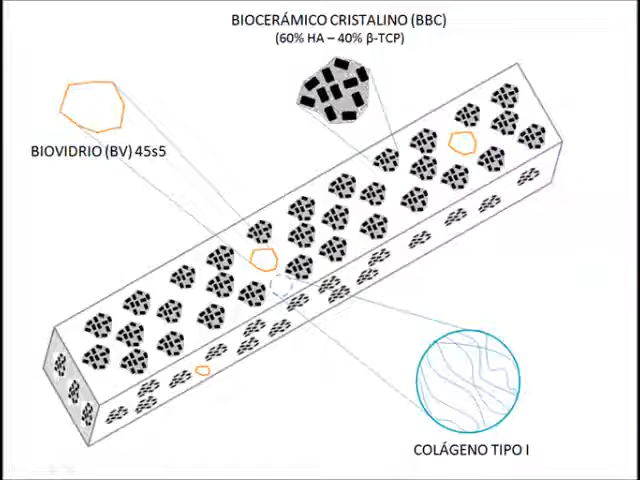 BIOCERÁMICO CRISTALINO (BBC)
(60% HA – 40% β-TCP)
BIOVIDRIO (BV) 45s5
COLÁGENO TIPO I